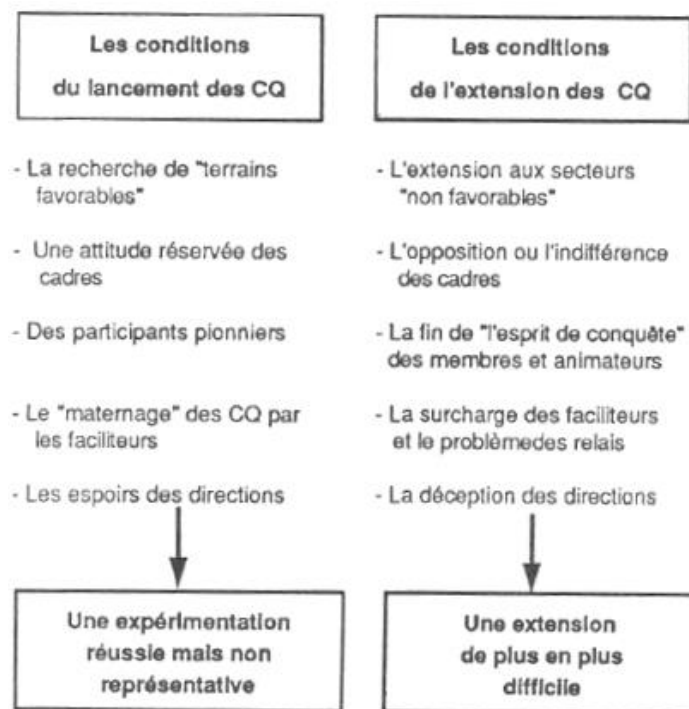 Les conditions
du lancement des CQ
- La recherche de "terrains
favorables"
- Une attitude réservée des
cadres
- Des participants pionniers
- Le "maternage" des CQ par
les faciliteurs
- Les espoirs des directions
Une expérimentation
réussie mais non
représentative
Les conditions
de l'extension des CQ
- L'extension aux secteurs
"non favorables"
- L'opposition ou l'indifférence
des cadres
- La fin de "l'esprit de conquête"
des membres et animateurs
- La surcharge des faciliteurs
et le problèmedes relais
- La déception des directions
Une extension
de plus en plus
difficile